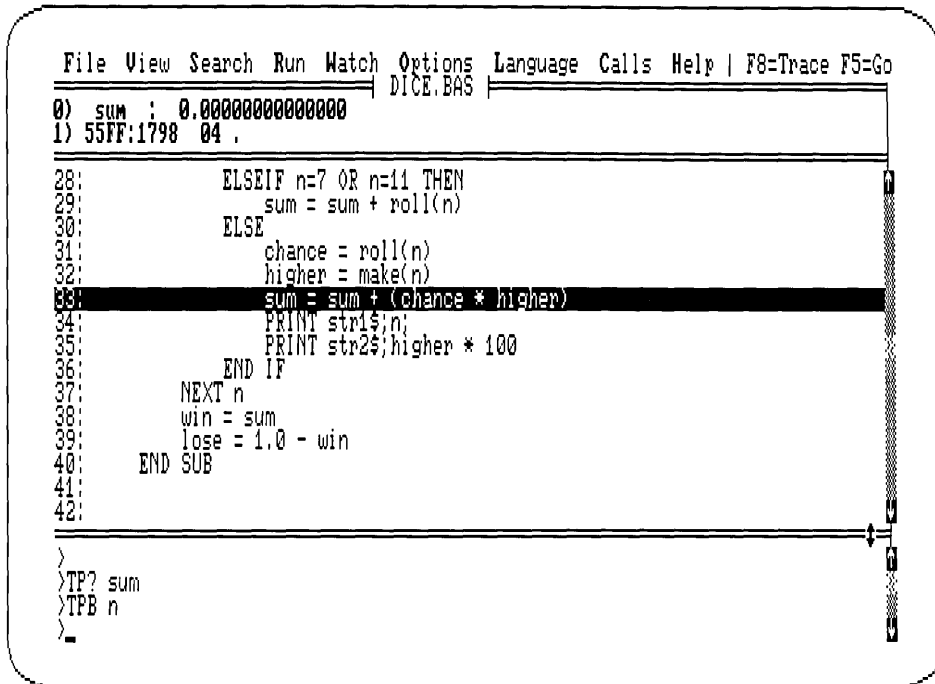 File View Search Run Watch Options Language Calls Help | F8=Trace F5=Go
DICE.BAS
0) sum : 0.00000000000000
1) 55FF:1798 04 .
28: ELSEIF n=7 OR n=11 THEN
29: sum = sum + roll(n)
30: ELSE
31: chance = roll(n)
32: higher = make(n)
33: sum = sum + (chance * higher)
34: PRINT str1$;n;
35: PRINT str2$;higher * 100
36: END IF
37: NEXT n
38: win = sum
39: lose = 1.0 - win
40: END SUB
41:
42:
>
>TP? sum
>TPB n
>_